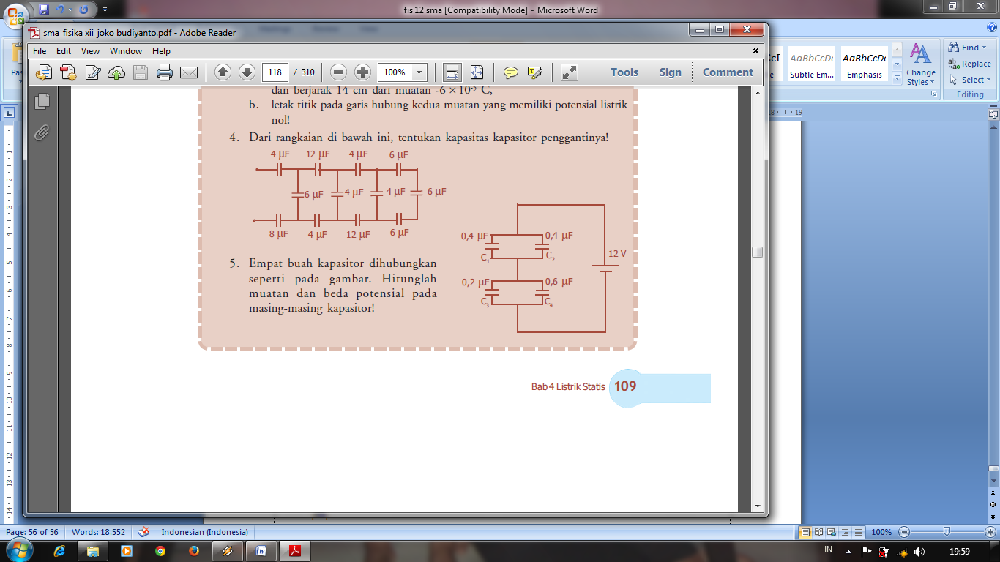 fis 12 sma [Compatibility Mode] - Microsoft Word
sma_fisika xii_joko budiyanto.pdf - Adobe Reader
File Edit View Window Help
118 / 310
100%
Tools Sign Comment
AaBbCcDc AaBbCcDc
Subtle Em... Emphasis
Change Styles
Find
Replace
Select
Editing
dan berjarak 14 cm dari muatan -6 ×10⁻⁵ C,
b. letak titik pada garis hubung kedua muatan yang memiliki potensial listrik
nol!
4. Dari rangkaian di bawah ini, tentukan kapasitas kapasitor penggantinya!
4 µF 12 µF 4 µF 6 µF
6 µF 4 µF 4 µF 6 µF
8 µF 4 µF 12 µF 6 µF
5. Empat buah kapasitor dihubungkan
seperti pada gambar. Hitunglah
muatan dan beda potensial pada
masing-masing kapasitor!
0,4 µF 0,4 µF
C₁ C₂
12 V
0,2 µF 0,6 µF
C₃ C₄
Bab 4 Listrik Statis 109
Page: 56 of 56 Words: 18.552 Indonesian (Indonesia) 100%
IN 19:59